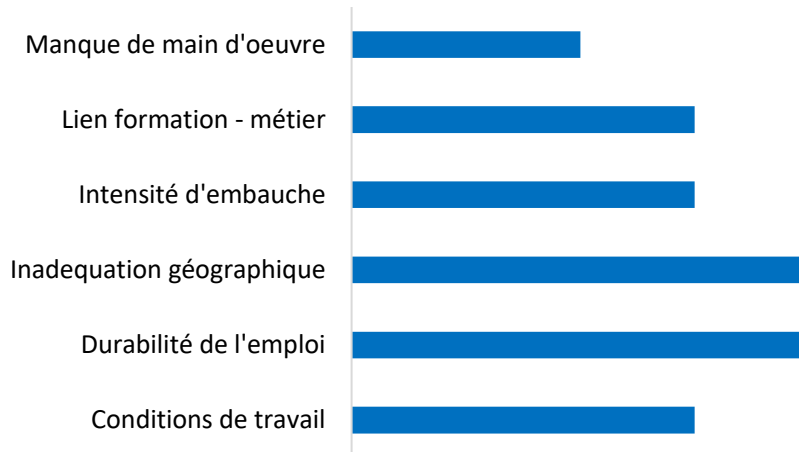 Manque de main d'oeuvre
Lien formation - métier
Intensité d'embauche
Inadequation géographique
Durabilité de l'emploi
Conditions de travail